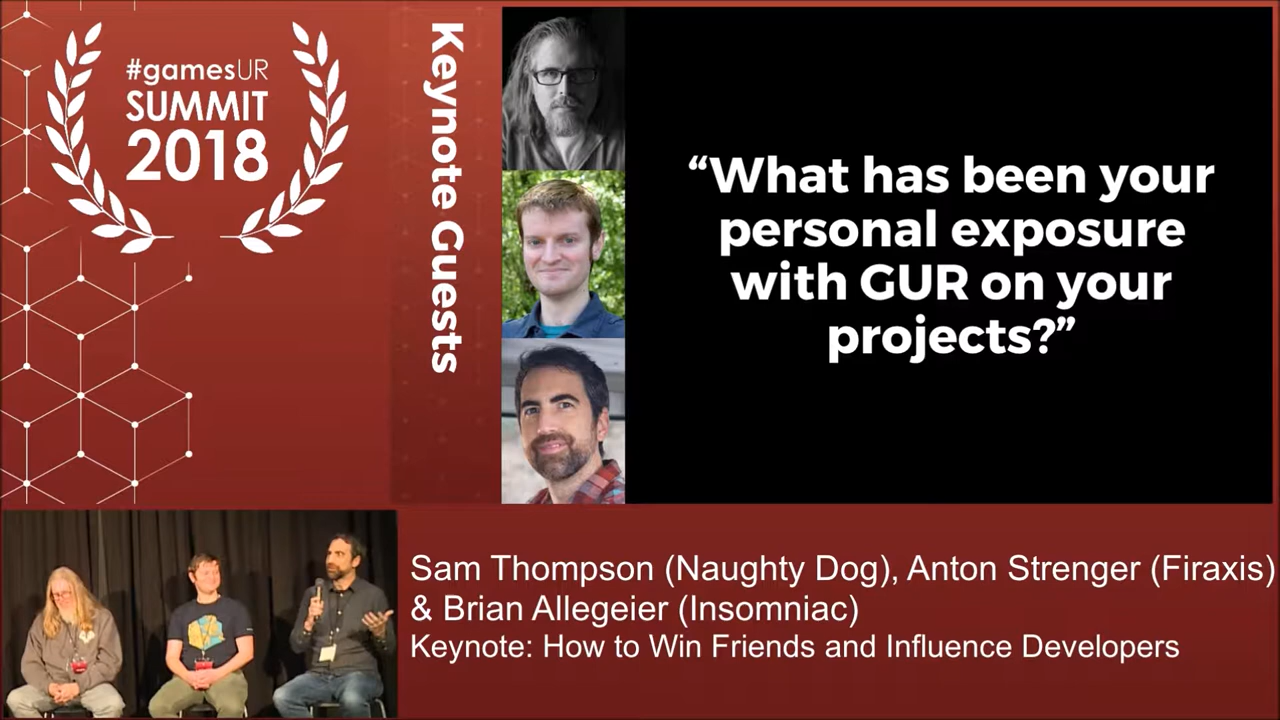 #gamesUR
SUMMIT
2018
Keynote Guests
“What has been your
personal exposure
with GUR on your
projects?”
Sam Thompson (Naughty Dog), Anton Strenger (Firaxis)
& Brian Allegeier (Insomniac)
Keynote: How to Win Friends and Influence Developers